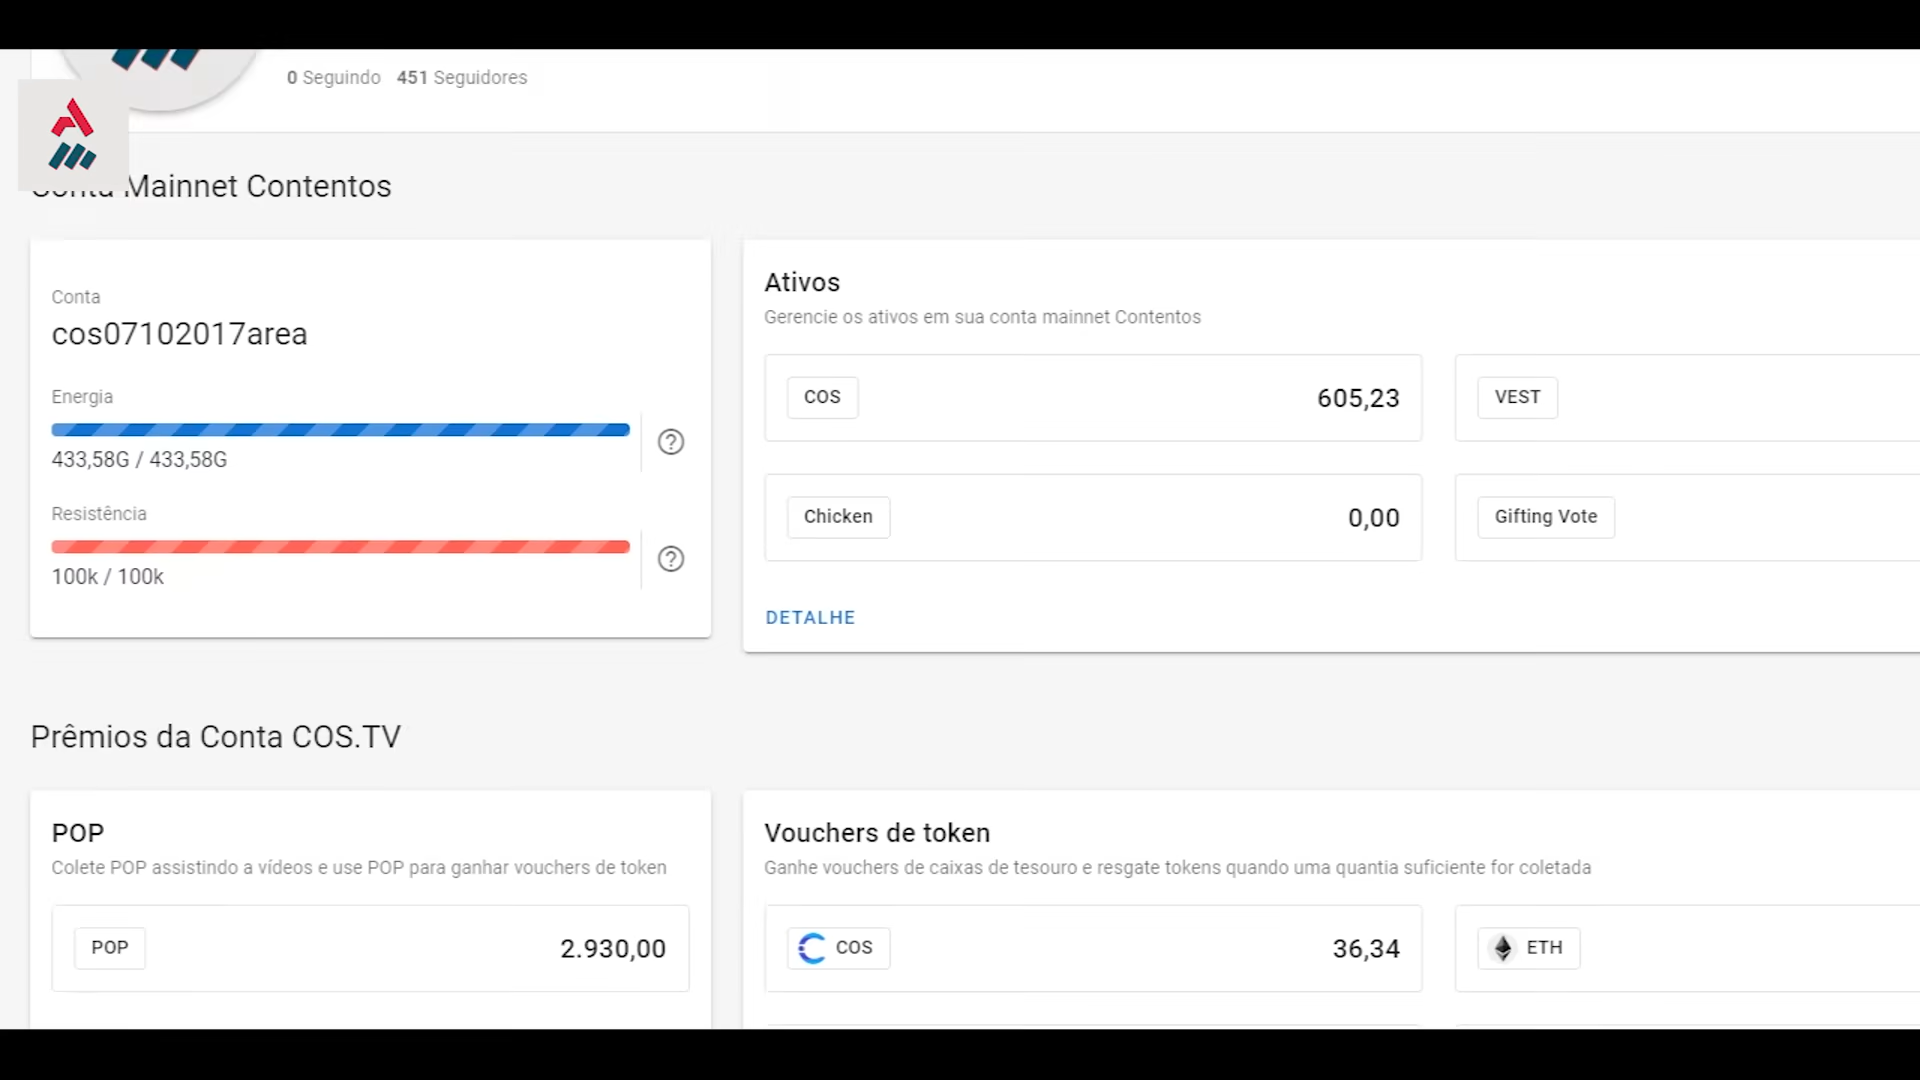 0 Seguindo 451 Seguidores
Conta Mainnet Contentos
Conta
cos07102017area
Energia
433,58G / 433,58G
Resistência
100k / 100k
Ativos
Gerencie os ativos em sua conta mainnet Contentos
COS 605,23 VEST
Chicken 0,00 Gifting Vote
DETALHE
Prêmios da Conta COS.TV
POP
Colete POP assistindo a vídeos e use POP para ganhar vouchers de token
POP 2.930,00
Vouchers de token
Ganhe vouchers de caixas de tesouro e resgate tokens quando uma quantia suficiente for coletada
COS 36,34 ETH